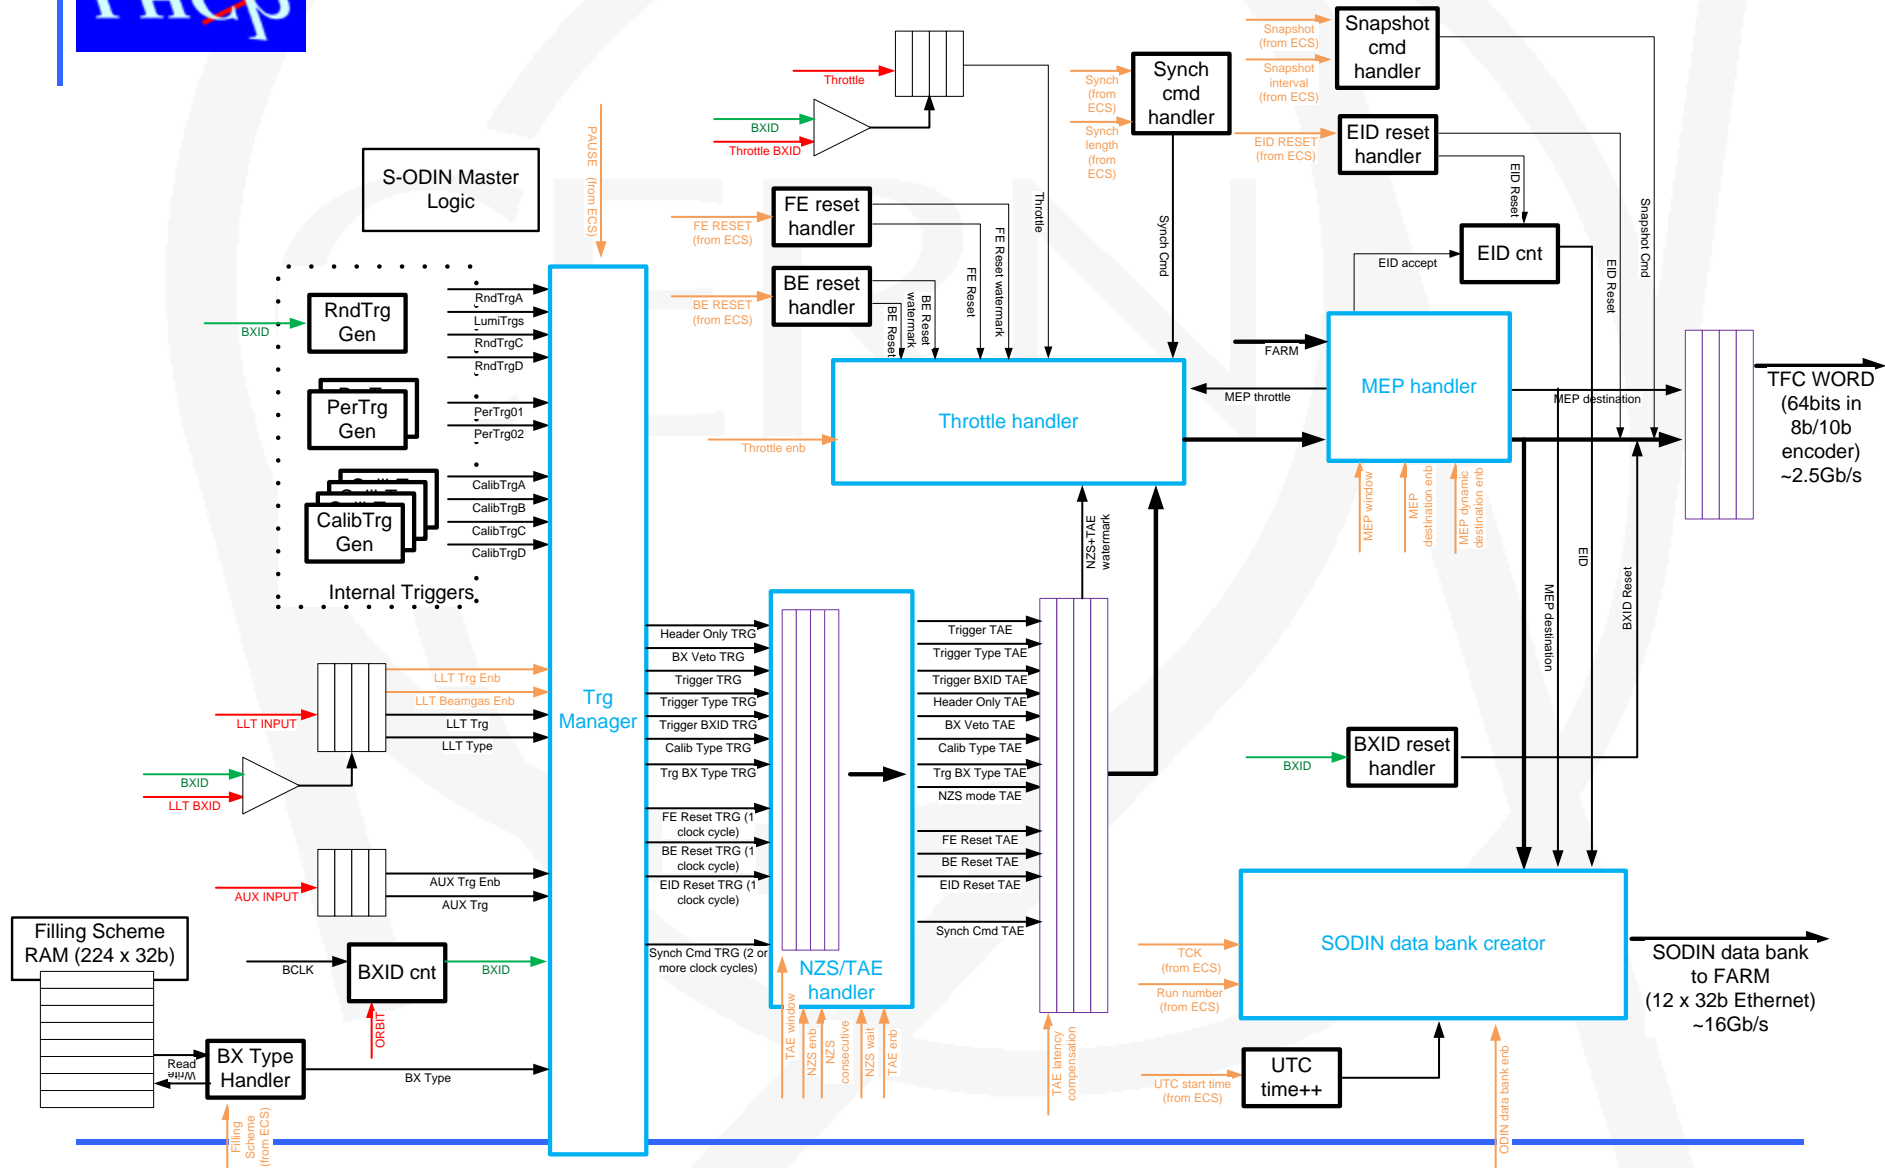 LHCb
Snapshot
(from ECS)
Snapshot
interval
(from ECS)
Snapshot
cmd
handler
Throttle
BXID
Throttle BXID
Synch
(from
ECS)
Synch
length
(from
ECS)
Synch
cmd
handler
EID RESET
(from ECS)
EID reset
handler
PAUSE (from ECS)
S-ODIN Master
Logic
FE RESET
(from ECS)
FE reset
handler
BE RESET
(from ECS)
BE reset
handler
BE Reset
BE Reset
watermark
FE Reset
FE Reset watermark
Throttle
Synch Cmd
EID Reset
EID accept
EID cnt
EID Reset
Snapshot Cmd
BXID
RndTrg
Gen
RndTrgA
LumiTrgs
RndTrgC
RndTrgD
PerTrg
Gen
PerTrg01
PerTrg02
CalibTrg
Gen
CalibTrgA
CalibTrgB
CalibTrgC
CalibTrgD
Internal Triggers
Throttle enb
Throttle handler
FARM
MEP throttle
MEP handler
MEP destination
MEP window
MEP
destination enb
MEP dynamic
destination enb
TFC WORD
(64bits in
8b/10b
encoder)
~2.5Gb/s
NZS+TAE
watermark
EID
MEP destination
BXID Reset
LLT INPUT
LLT Trg Enb
LLT Beamgas Enb
LLT Trg
LLT Type
BXID
LLT BXID
Trg
Manager
Header Only TRG
BX Veto TRG
Trigger TRG
Trigger Type TRG
Trigger BXID TRG
Calib Type TRG
Trg BX Type TRG
FE Reset TRG (1
clock cycle)
BE Reset TRG (1
clock cycle)
EID Reset TRG (1
clock cycle)
Synch Cmd TRG (2 or
more clock cycles)
NZS/TAE
handler
TAE window
NZS enb
NZS
consecutive
NZS wait
TAE enb
Trigger TAE
Trigger Type TAE
Trigger BXID TAE
Header Only TAE
BX Veto TAE
Calib Type TAE
Trg BX Type TAE
NZS mode TAE
FE Reset TAE
BE Reset TAE
EID Reset TAE
Synch Cmd TAE
TAE latency
compensation
BXID
BXID reset
handler
AUX INPUT
AUX Trg Enb
AUX Trg
Filling Scheme
RAM (224 x 32b)
BCLK
BXID cnt
BXID
ORBIT
Read
Write
BX Type
Handler
BX Type
Filling
Scheme
(from ECS)
TCK
(from ECS)
Run number
(from ECS)
SODIN data bank creator
SODIN data bank
to FARM
(12 x 32b Ethernet)
~16Gb/s
UTC start time
(from ECS)
UTC
time++
ODIN data bank enb
CERN